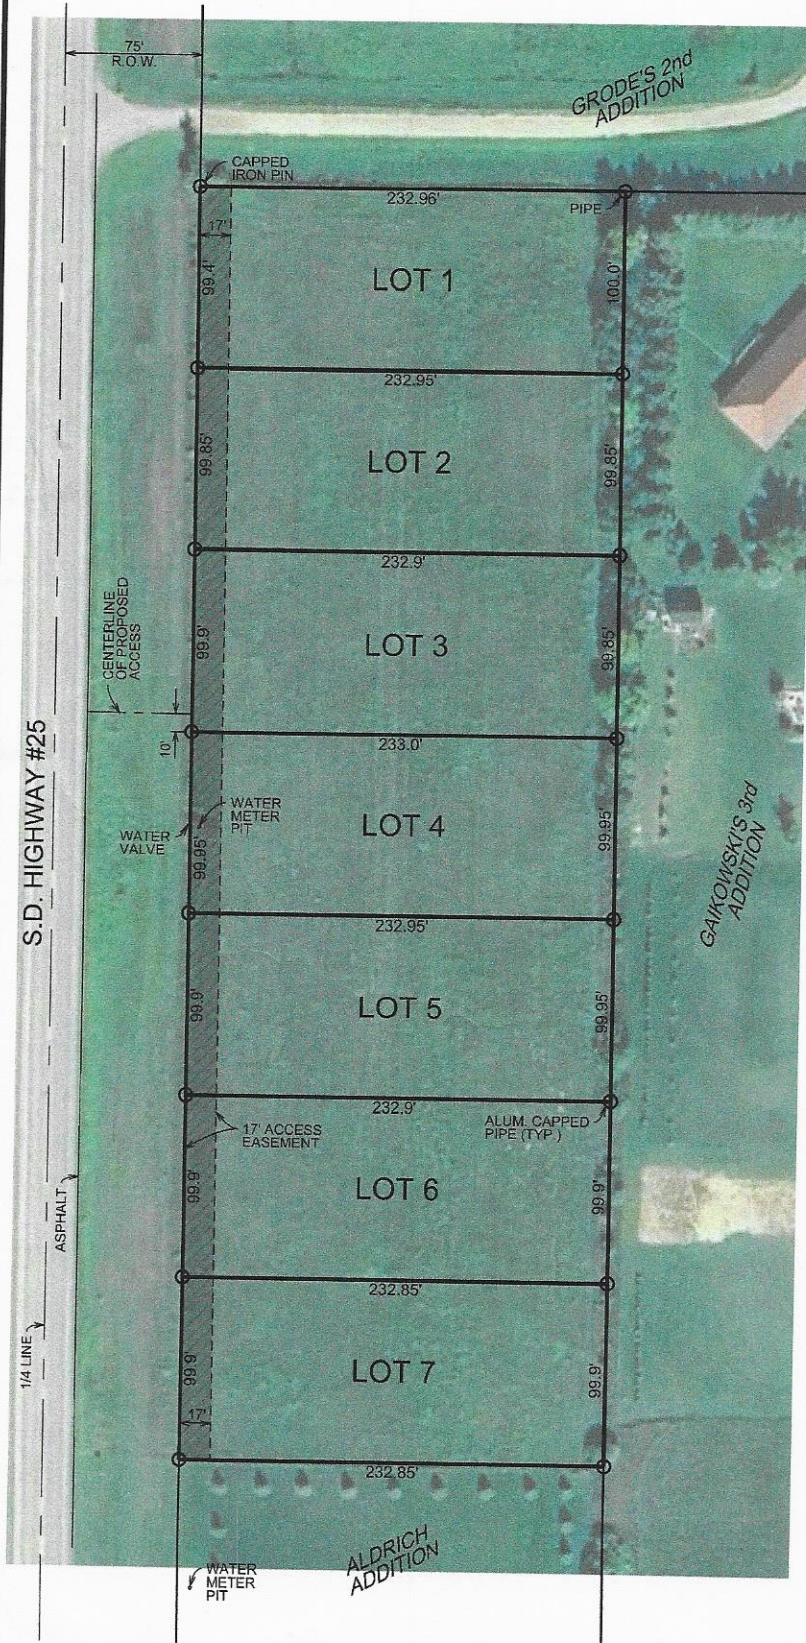 75'
R.O.W.
GRODE'S 2nd
ADDITION
CAPPED
IRON PIN
232.96'
PIPE
17'
99.4'
LOT 1
100.0'
232.95'
99.85'
LOT 2
99.85'
232.9'
CENTERLINE
OF PROPOSED
ACCESS
99.9'
LOT 3
99.85'
10'
233.0'
S.D. HIGHWAY #25
WATER
VALVE
WATER
METER
PIT
99.95'
LOT 4
99.95'
GAIKOWSKI'S 3rd
ADDITION
232.95'
99.9'
LOT 5
99.95'
232.9'
17' ACCESS
EASEMENT
ALUM. CAPPED
PIPE (TYP.)
ASPHALT
99.9'
LOT 6
99.9'
232.85'
1/4 LINE
99.9'
LOT 7
99.9'
17'
232.85'
ALDRICH
ADDITION
WATER
METER
PIT